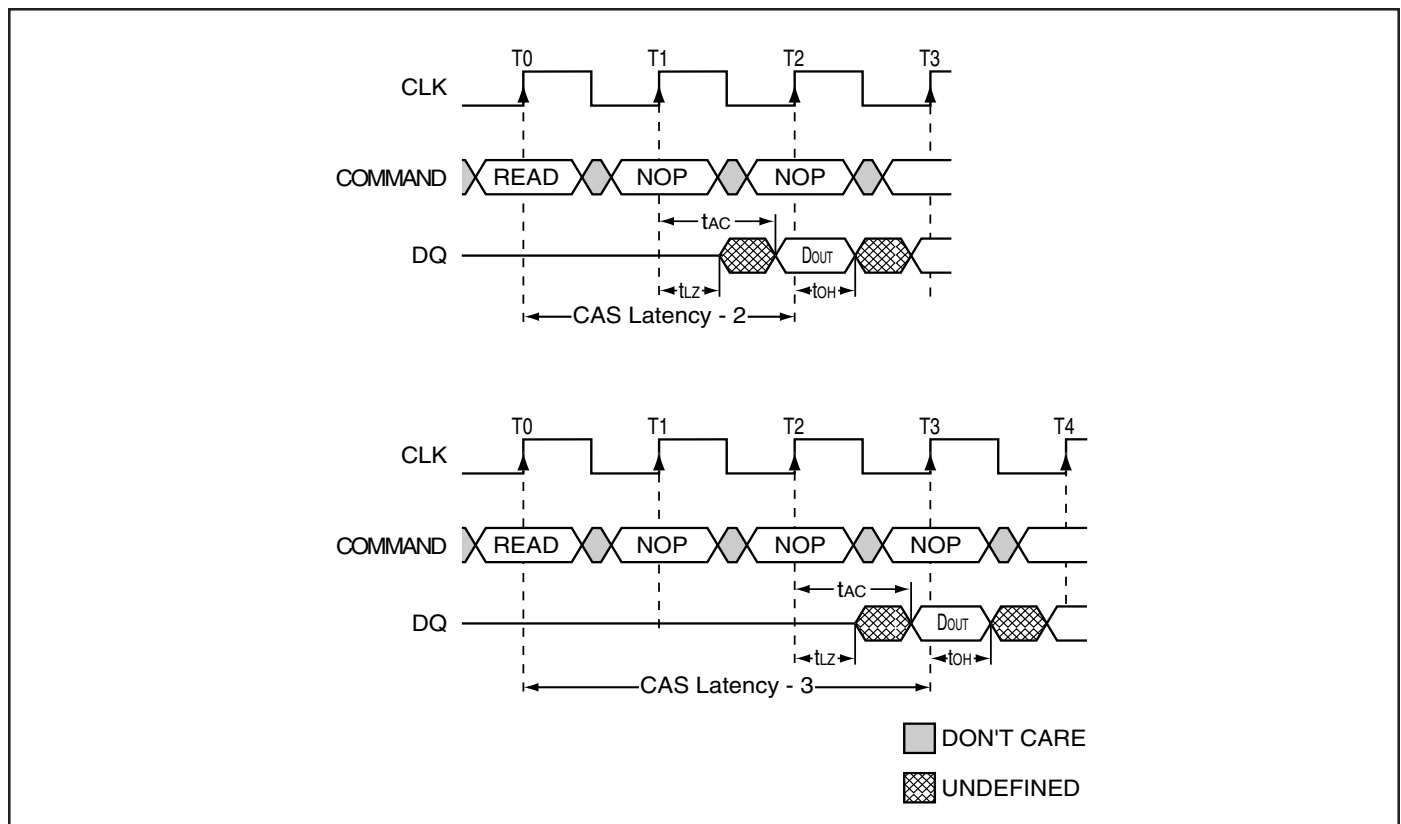 T0 T1 T2 T3
CLK
COMMAND READ NOP NOP
tAC
DQ DOUT
tLZ tOH
CAS Latency - 2
T0 T1 T2 T3 T4
CLK
COMMAND READ NOP NOP NOP
tAC
DQ DOUT
tLZ tOH
CAS Latency - 3
DON'T CARE
UNDEFINED